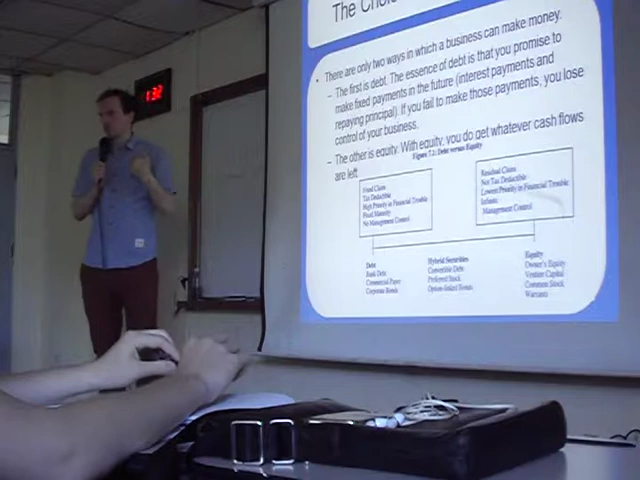 The Choi
• There are only two ways in which a business can make money.
– The first is debt. The essence of debt is that you promise to
make fixed payments in the future (interest payments and
repaying principal). If you fail to make those payments, you lose
control of your business.
– The other is equity. With equity, you do get whatever cash flows
are left
Figure 7.1: Debt versus Equity
Fixed Claim
Tax Deductible
High Priority in Financial Trouble
Fixed Maturity
No Management Control
Residual Claim
Not Tax Deductible
Lowest Priority in Financial Trouble
Infinite
Management Control
Debt
Bank Debt
Commercial Paper
Corporate Bonds
Hybrid Securities
Convertible Debt
Preferred Stock
Option-linked Bonds
Equity
Owner's Equity
Venture Capital
Common Stock
Warrants